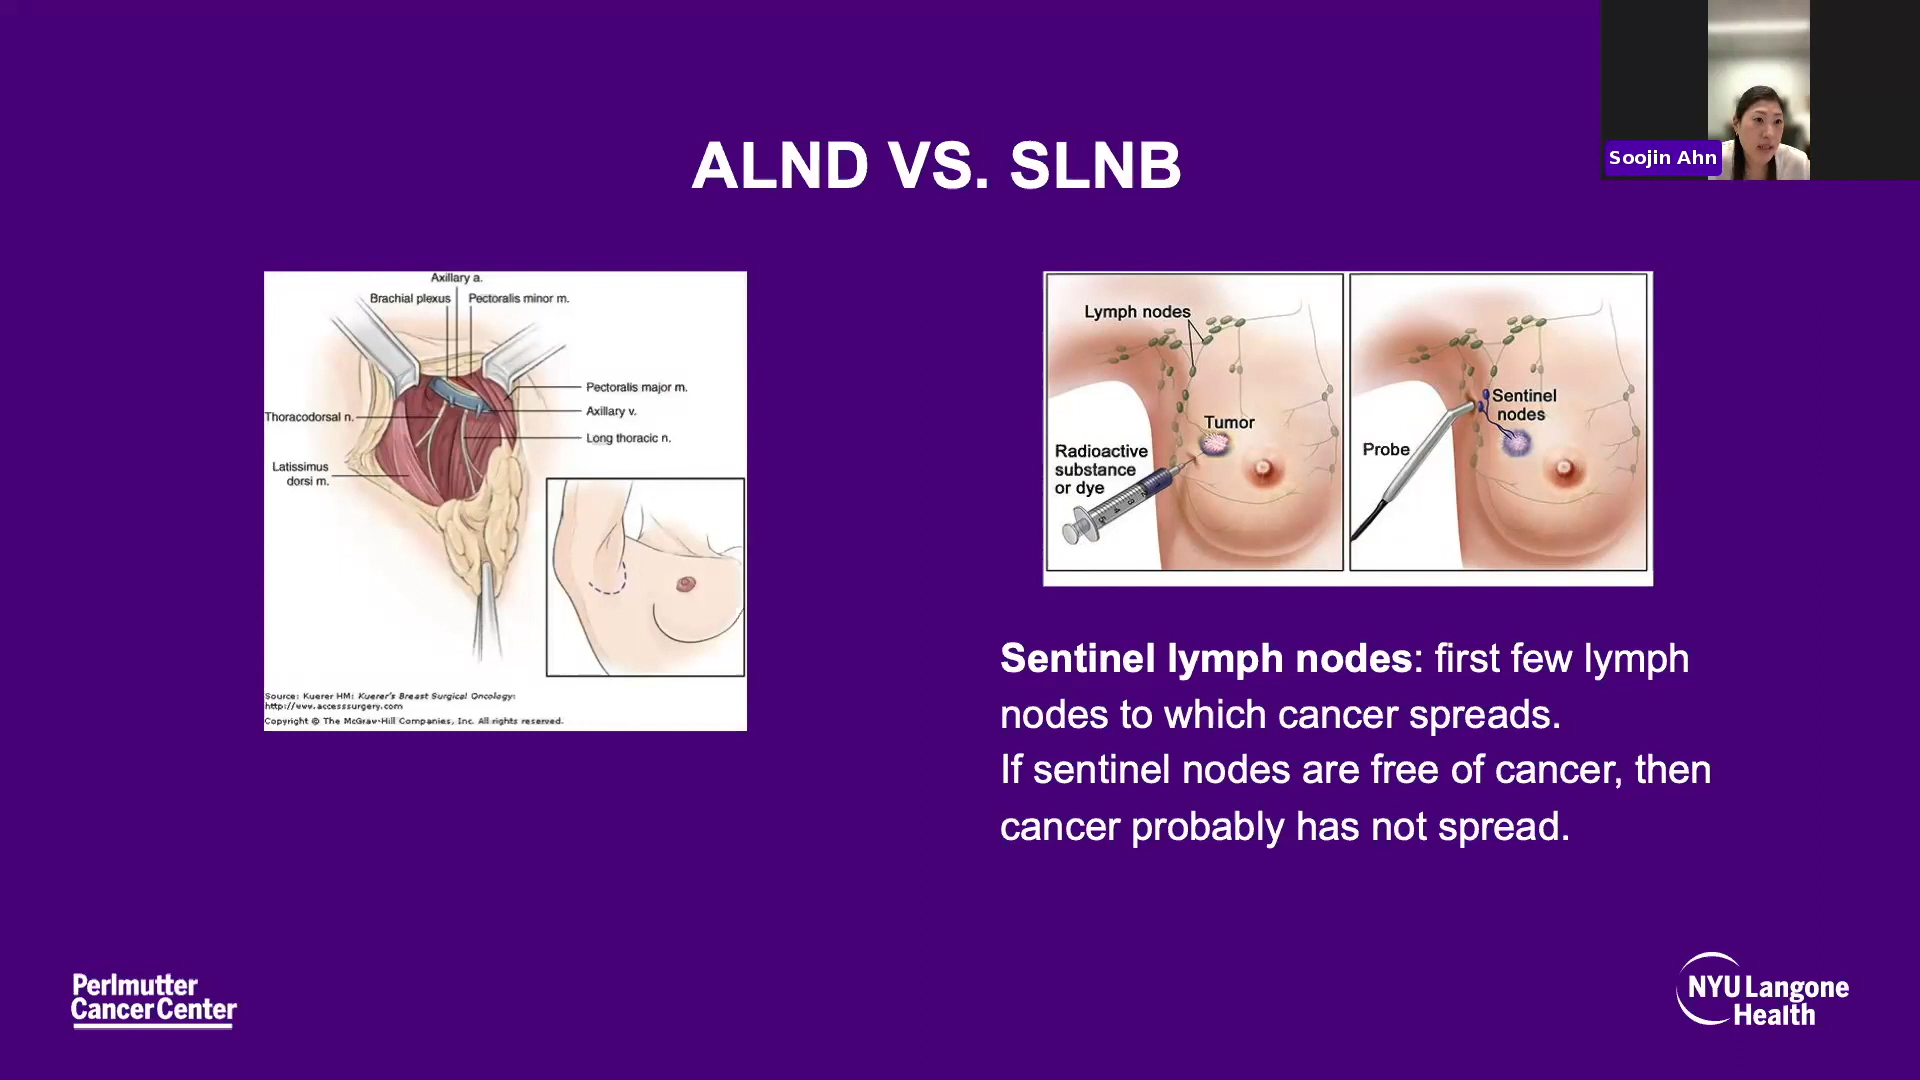 Soojin Ahn
ALND VS. SLNB
Axillary a.
Brachial plexus
Pectoralis minor m.
Pectoralis major m.
Axillary v.
Thoracodorsal n.
Long thoracic n.
Latissimus
dorsi m.
Source: Kuerer HM: Kuerer's Breast Surgical Oncology:
http://www.accesssurgery.com
Copyright © The McGraw-Hill Companies, Inc. All rights reserved.
Lymph nodes
Tumor
Radioactive
substance
or dye
Sentinel
nodes
Probe
Sentinel lymph nodes: first few lymph
nodes to which cancer spreads.
If sentinel nodes are free of cancer, then
cancer probably has not spread.
Perlmutter
Cancer Center
NYU Langone
Health